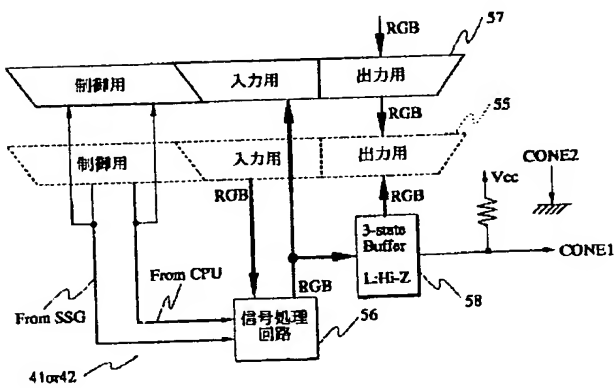 RGB
57
制御用
入力用
出力用
RGB
55
制御用
入力用
出力用
CONE2
Vcc
RGB
RGB
3-state
Buffer
L:Hi-Z
CONE1
From CPU
RGB
58
From SSG
信号処理
回路
56
41or42